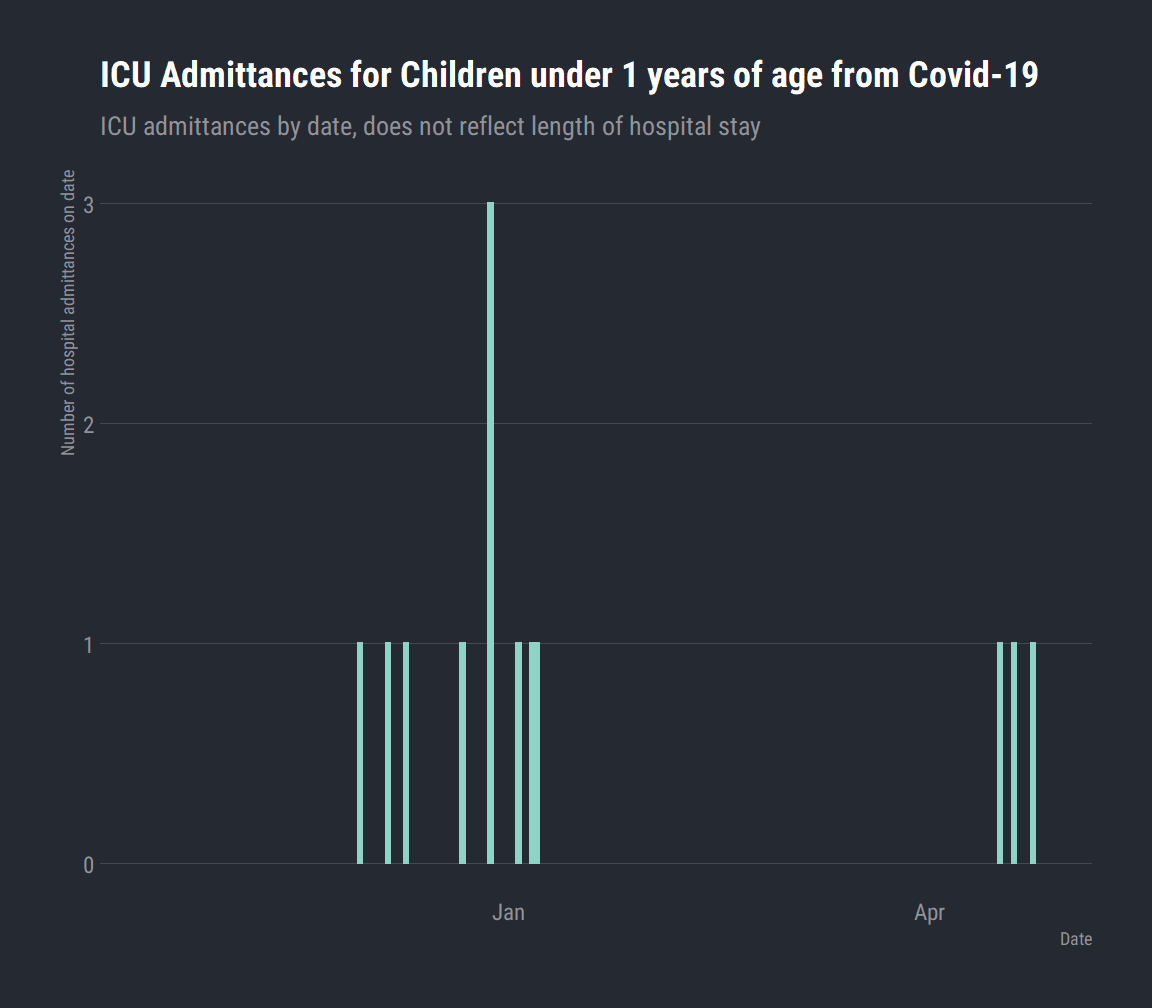 ICU Admittances for Children under 1 years of age from Covid-19
ICU admittances by date, does not reflect length of hospital stay
Number of hospital admittances on date
3
2
1
0
Jan
Apr
Date